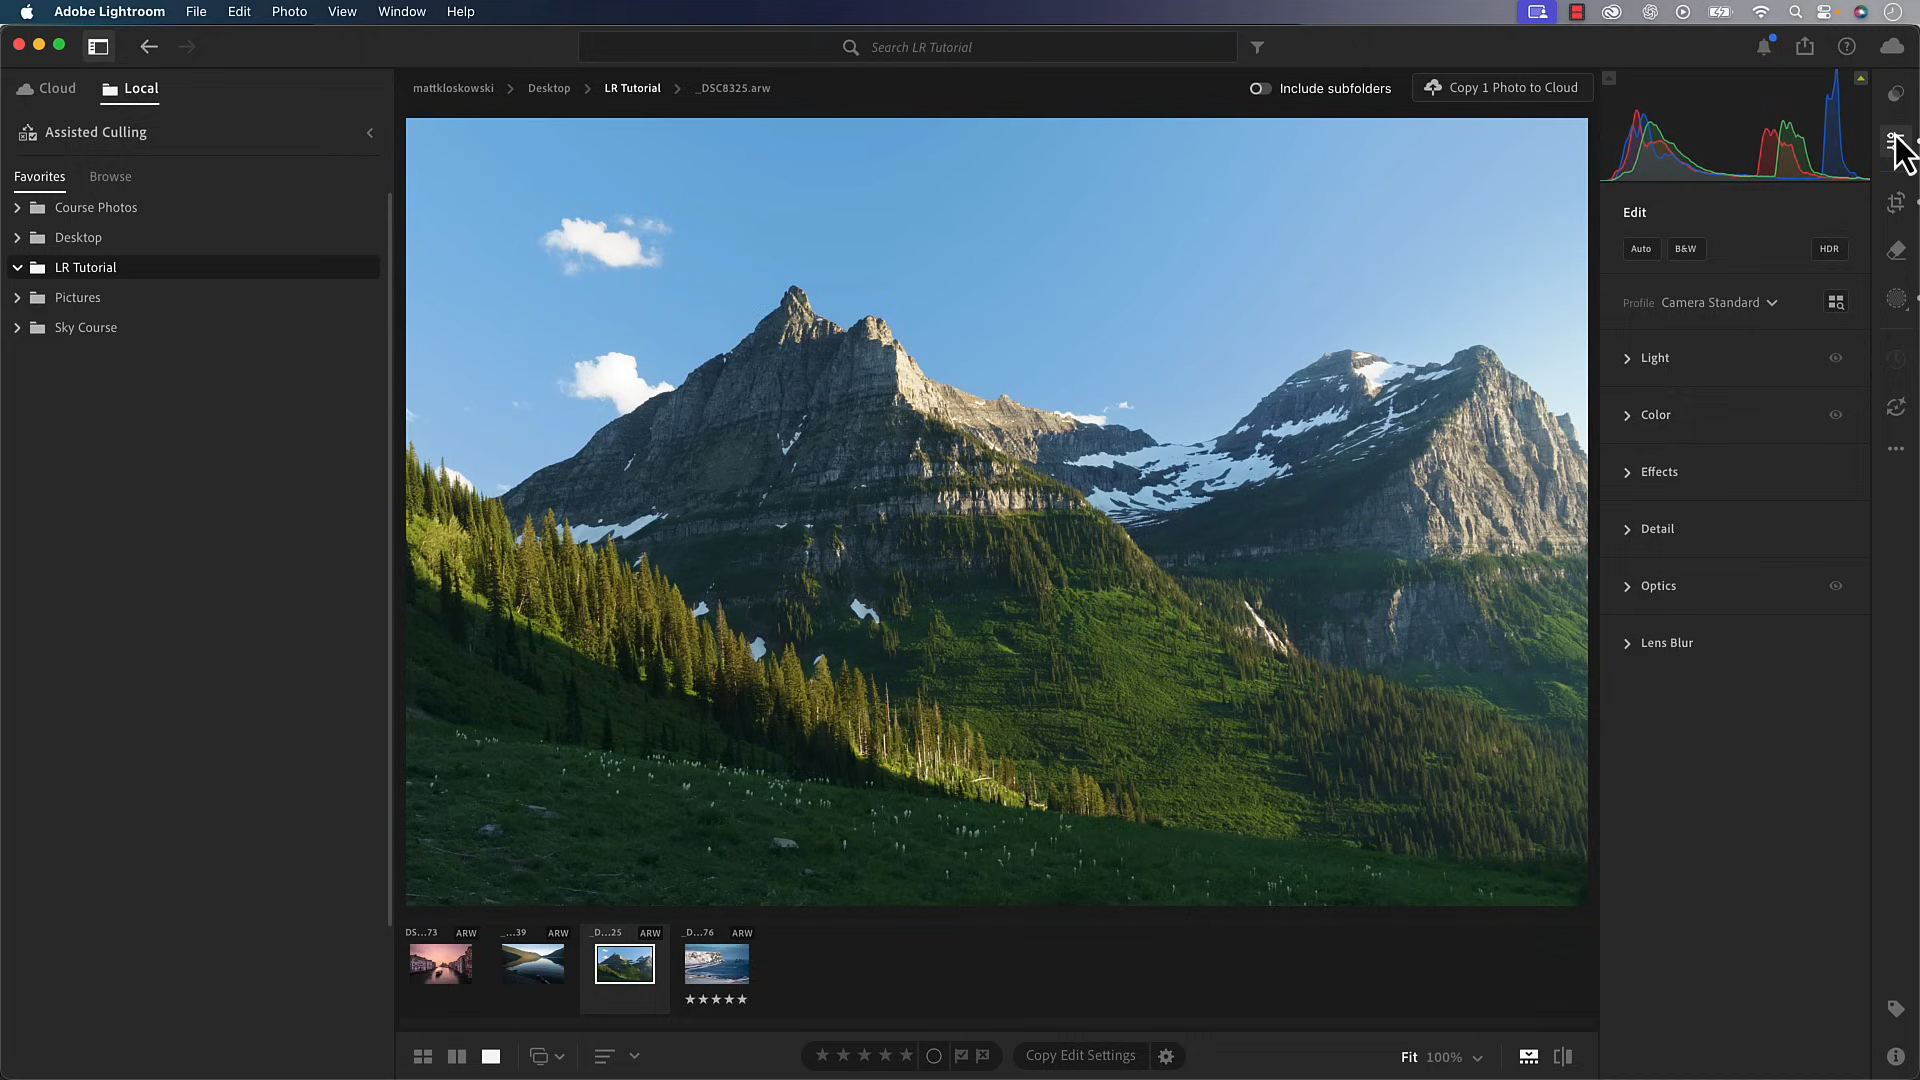 Adobe Lightroom File Edit Photo View Window Help
Search LR Tutorial
Cloud Local
mattkloskowski Desktop LR Tutorial _DSC8325.arw Include subfolders Copy 1 Photo to Cloud
Assisted Culling
Favorites Browse
Course Photos
Desktop
LR Tutorial
Pictures
Sky Course
Edit
Auto B&W HDR
Profile Camera Standard
Light
Color
Effects
Detail
Optics
Lens Blur
DS...73 ARW _...39 ARW _D...25 ARW _D...76 ARW
Copy Edit Settings Fit 100%